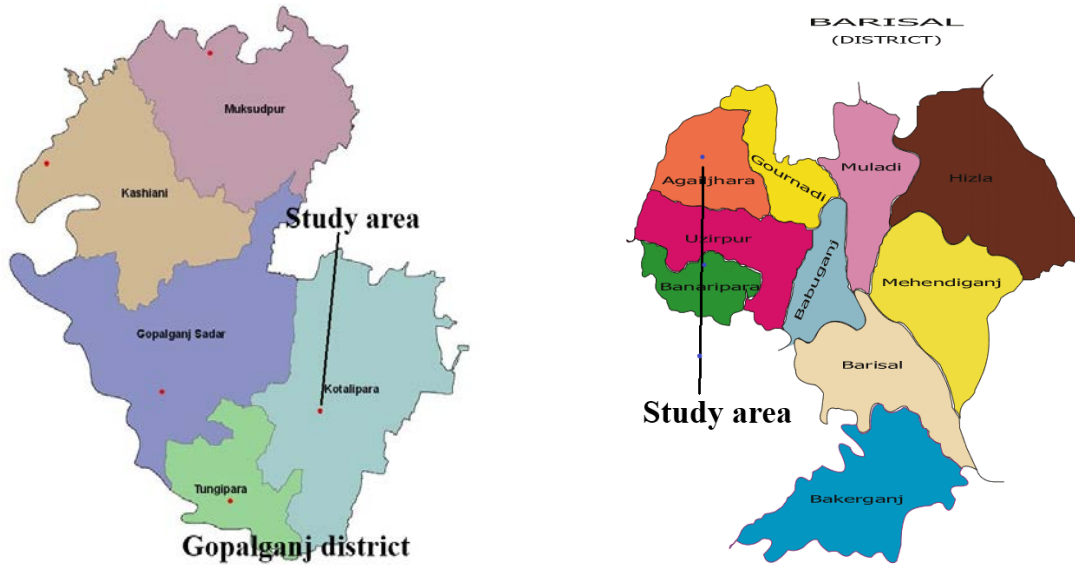 Muksudpur
Kashiani
Study area
Gopalganj Sadar
Kotalipara
Tungipara
Gopalganj district
BARISAL
(DISTRICT)
Agailjhara
Gournadi
Muladi
Hizla
Uzirpur
Babuganj
Banaripara
Mehendiganj
Barisal
Study area
Bakerganj